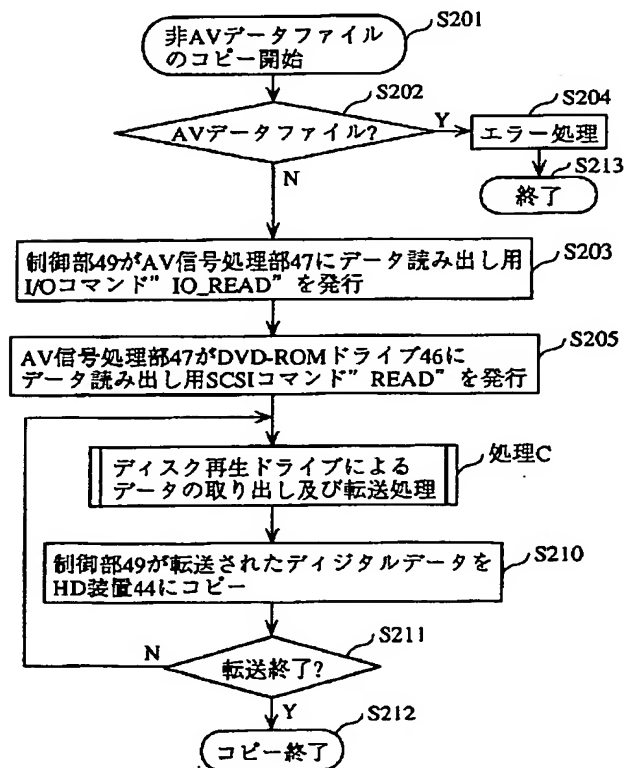 非AVデータファイル
のコピー開始
S201
S202
AVデータファイル?
Y
S204
エラー処理
S213
終了
N
S203
制御部49がAV信号処理部47にデータ読み出し用
I/Oコマンド” IO_READ” を発行
S205
AV信号処理部47がDVD-ROMドライブ46に
データ読み出し用SCSIコマンド” READ” を発行
処理C
ディスク再生ドライブによる
データの取り出し及び転送処理
S210
制御部49が転送されたディジタルデータを
HD装置44にコピー
S211
N
転送終了?
Y
S212
コピー終了